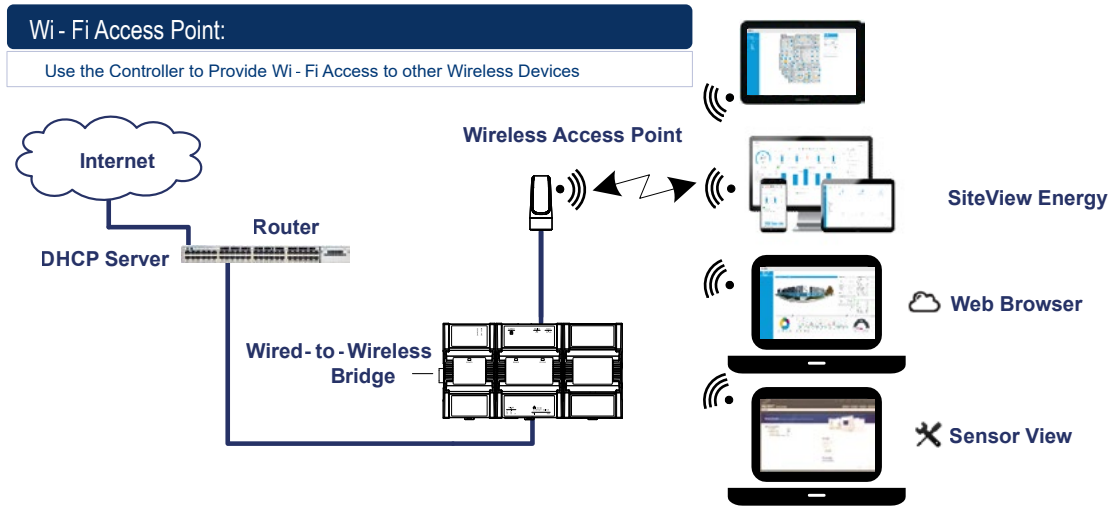 Wi - Fi Access Point:
Use the Controller to Provide Wi - Fi Access to other Wireless Devices
Internet
Wireless Access Point
Router
DHCP Server
SiteView Energy
Wired - to - Wireless
Bridge
Web Browser
Sensor View